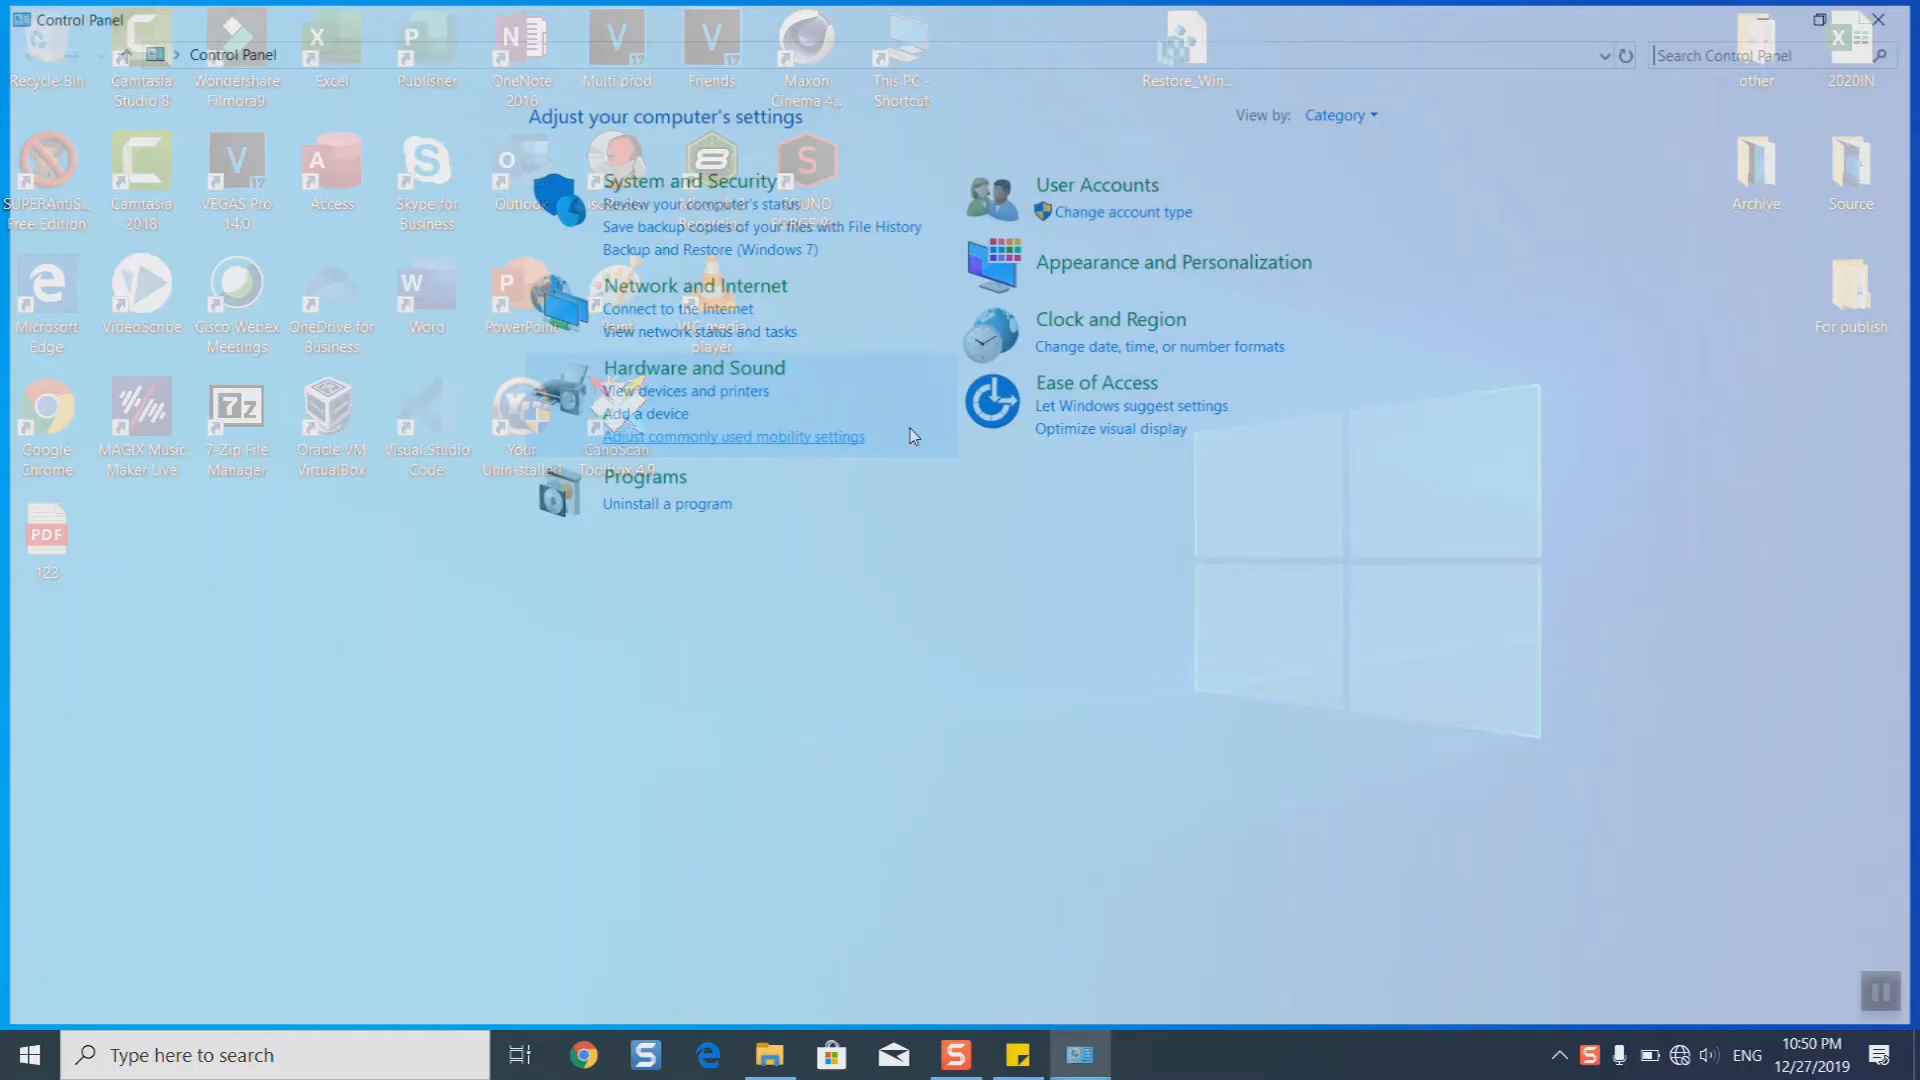 Control Panel
Control Panel
Search Control Panel
Adjust your computer's settings
View by: Category
System and Security
Review your computer's status
Save backup copies of your files with File History
Backup and Restore (Windows 7)
Network and Internet
Connect to the Internet
View network status and tasks
Hardware and Sound
View devices and printers
Add a device
Adjust commonly used mobility settings
Programs
Uninstall a program
User Accounts
Change account type
Appearance and Personalization
Clock and Region
Change date, time, or number formats
Ease of Access
Let Windows suggest settings
Optimize visual display
Recycle Bin
Camtasia
Studio 8
Wondershare
Filmora9
Excel
Publisher
OneNote
2016
Multi prod
Friends
Maxon
Cinema 4...
This PC -
Shortcut
Restore_Win...
other
2020IN
SUPERAntiS...
Free Edition
Camtasia
2018
VEGAS Pro
14.0
Access
Skype for
Business
Outlook
SOUND
Archive
Source
Microsoft
Edge
VideoScribe
Cisco Webex
Meetings
OneDrive for
Business
Word
PowerPoint
Paint
VLC media
player
For publish
Google
Chrome
MAGIX Music
Maker Live
7-Zip File
Manager
Oracle VM
VirtualBox
Visual Studio
Code
Your
Unin-staller
CanoScan
Toolbox 4.9
PDF
123
Type here to search
ENG
10:50 PM
12/27/2019